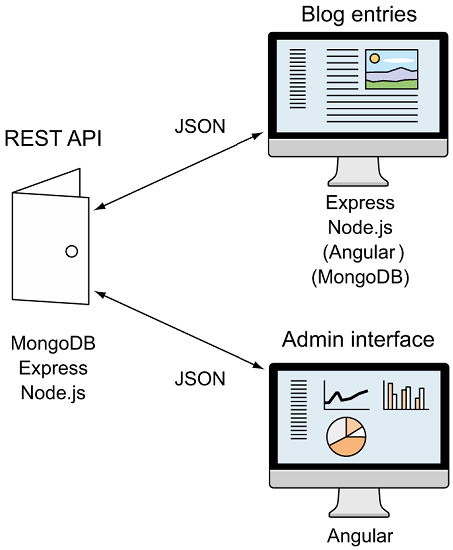 Blog entries
JSON
REST API
Express
Node.js
(Angular)
(MongoDB)
MongoDB
Express
Node.js
Admin interface
JSON
Angular